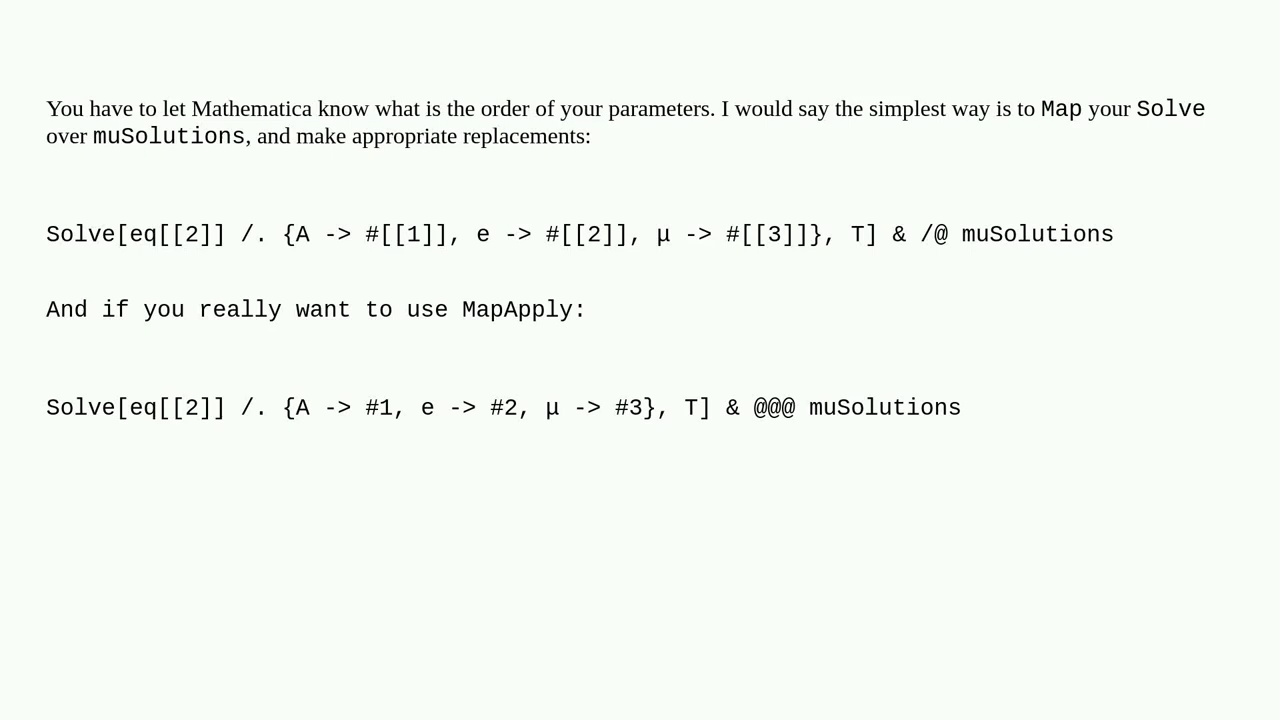 You have to let Mathematica know what is the order of your parameters. I would say the simplest way is to Map your Solve
over muSolutions, and make appropriate replacements:
Solve[eq[[2]] /. {A -> #[[1]], e -> #[[2]], μ -> #[[3]]}, T] & /@ muSolutions
And if you really want to use MapApply:
Solve[eq[[2]] /. {A -> #1, e -> #2, μ -> #3}, T] & @@@ muSolutions